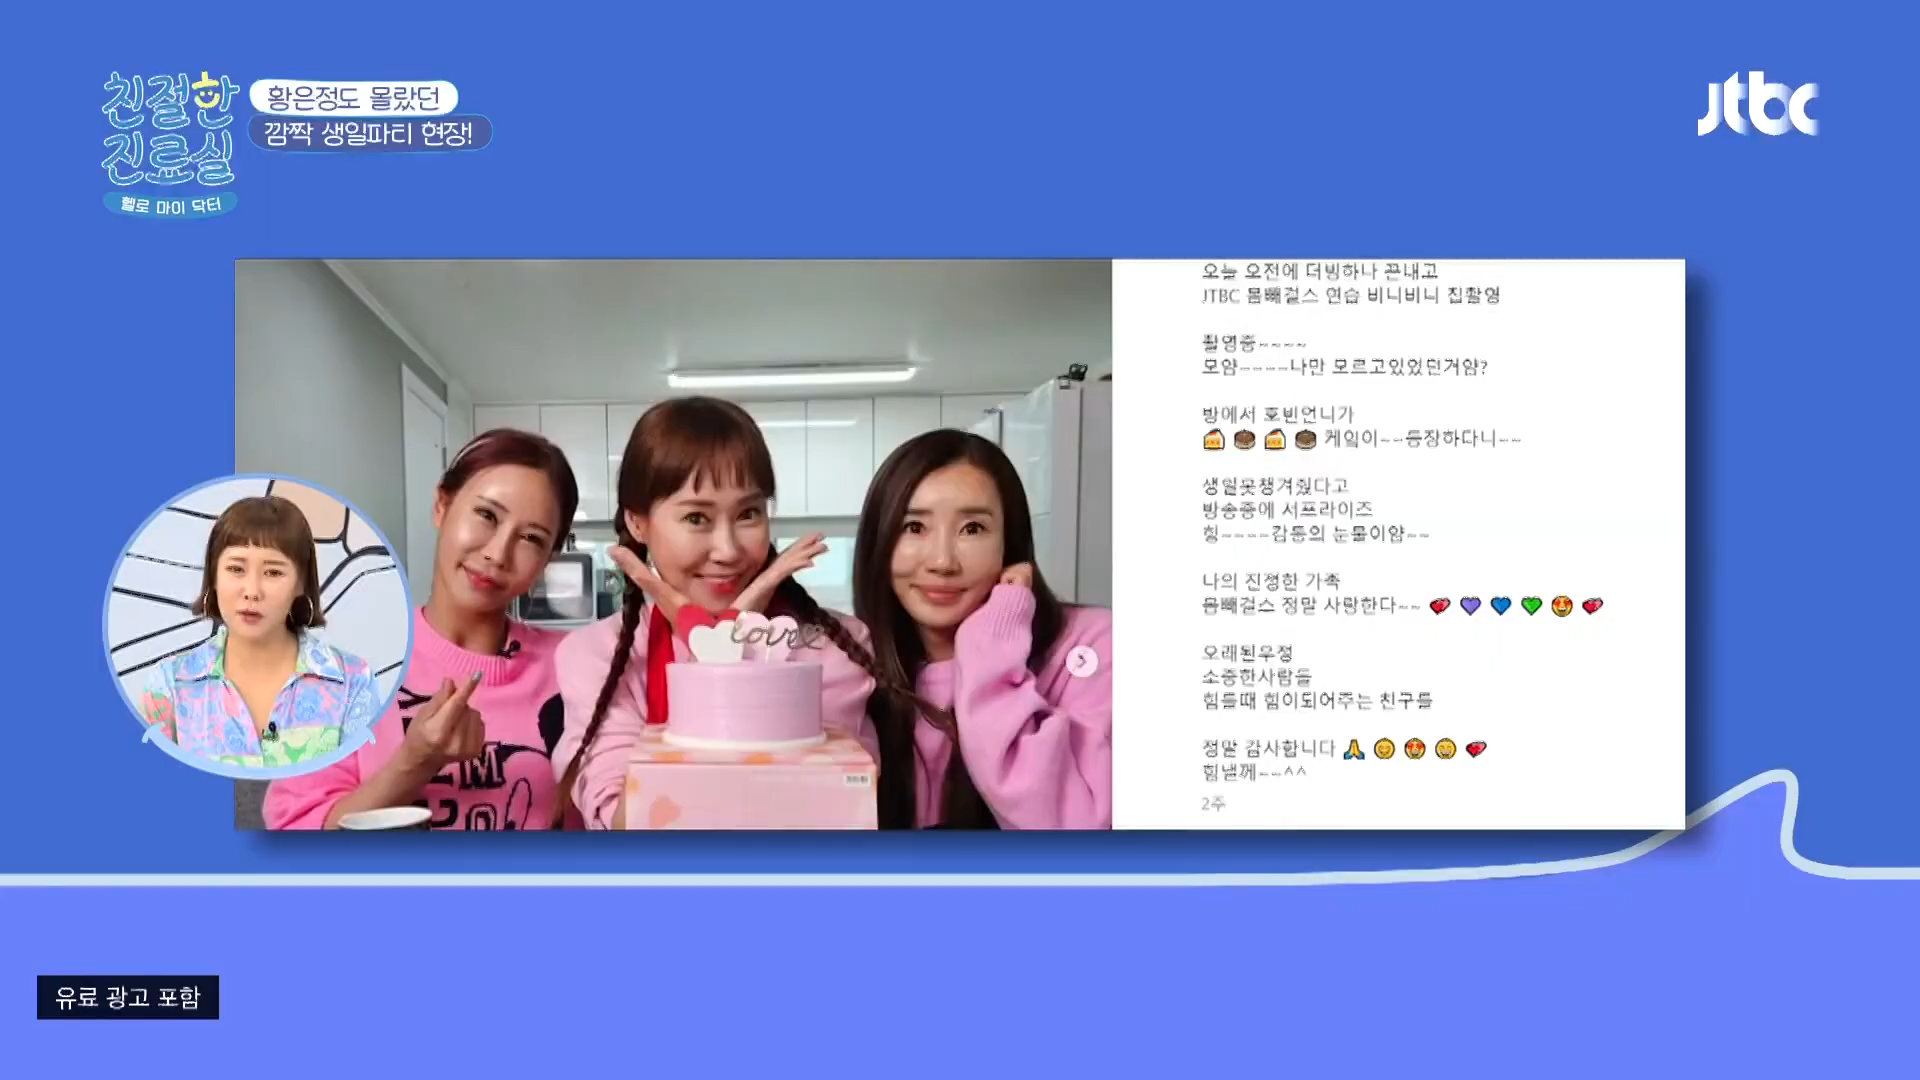 친절한
진료실
헬로 마이 닥터
황은정도 몰랐던
깜짝 생일파티 현장!
jtbc
오늘 오전에 더빙하나 끈내고
JTBC 몸빼걸스 연습 비니비니 집촬영
촬영중~~~~
모얌~~~~나만 모르고있었던거얌?
방에서 호빈언니가
🍰 🎂 🍰 🎂 케잌이~~등장하다니~~
생일못챙겨줬다고
방송중에 서프라이즈
힝~~~~감동의 눈물이얌~~
나의 진정한 가족
몸빼걸스 정말 사랑한다~~ 💕 💜 💙 💚 😍 💕
오래된우정
소중한사람들
힘들때 힘이되어주는 친구들
정말 감사합니다 🙏 😊 😍 😄 💕
힘낼께~~^^
2주
love
유료 광고 포함